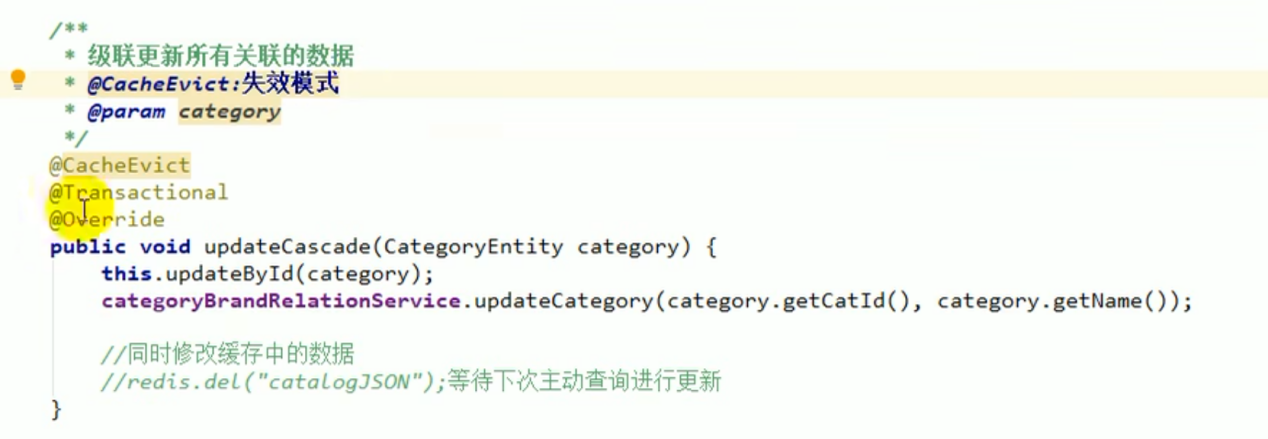 /**
* 级联更新所有关联的数据
* @CacheEvict:失效模式
* @param category
*/
@CacheEvict
@Transactional
@Override
public void updateCascade(CategoryEntity category) {
this.updateById(category);
categoryBrandRelationService.updateCategory(category.getCatId(), category.getName());
//同时修改缓存中的数据
//redis.del("catalogJSON");等待下次主动查询进行更新
}